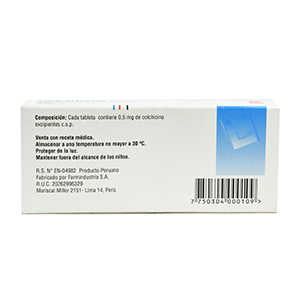 Composición: Cada tableta contiene 0,5 mg de colchicina
excipientes c.s.p.
Venta con receta médica.
Almacenar a una temperatura no mayor a 30 ºC.
Proteger de la luz.
Mantener fuera del alcance de los niños.
R.S. N° EN-04982 Producto Peruano
Fabricado por Farmindustria S.A.
R.U.C. 20262996329
Mariscal Miller 2151- Lima 14, Perú.
7 750304 000109